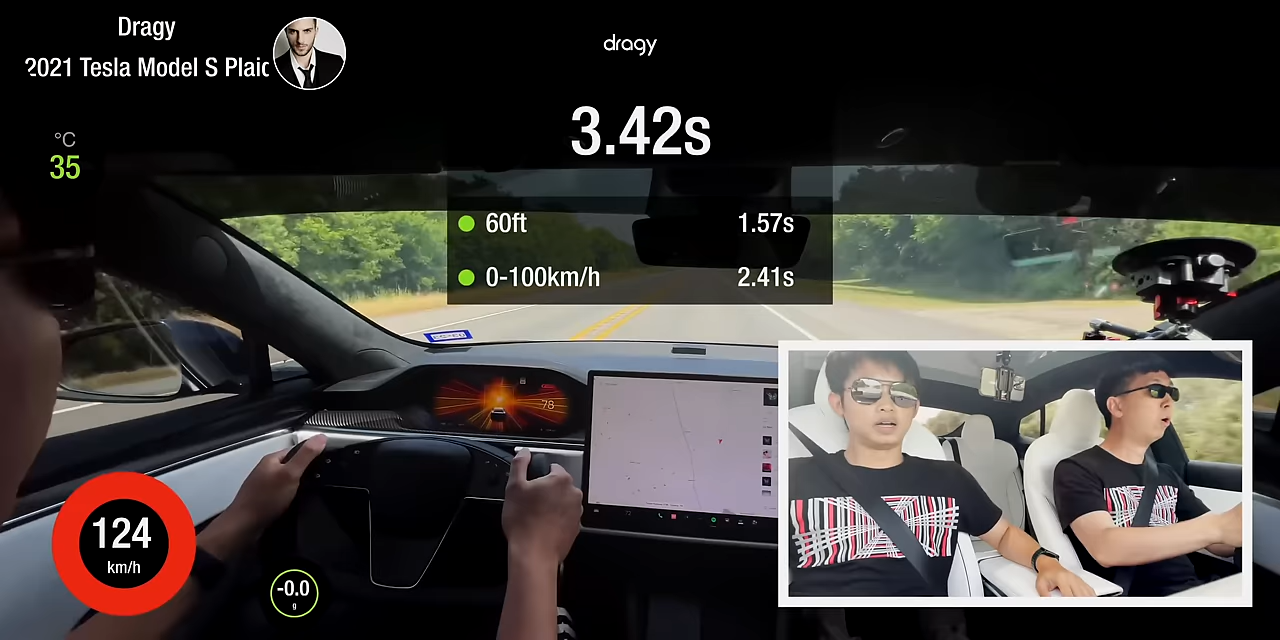 Dragy
2021 Tesla Model S Plaid
dragy
°C
35
3.42s
60ft 1.57s
0-100km/h 2.41s
78
124
km/h
-0.0
g